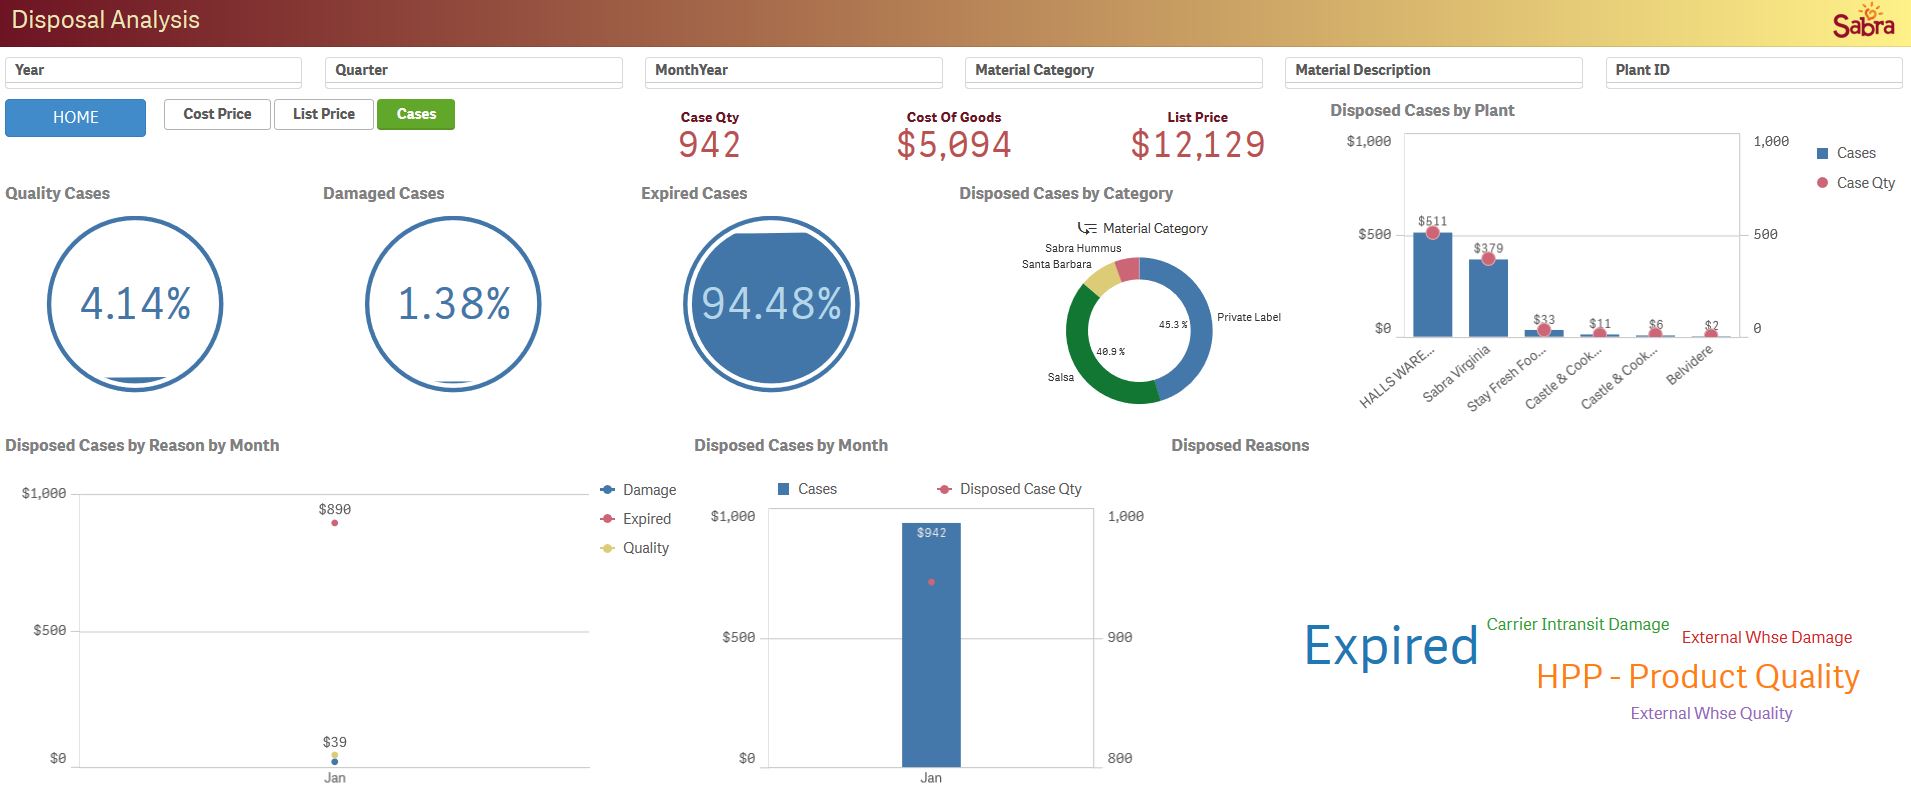 Disposal Analysis
Sabra
Year
Quarter
MonthYear
Material Category
Material Description
Plant ID
HOME
Cost Price
List Price
Cases
Case Qty
942
Cost Of Goods
$5,094
List Price
$12,129
Disposed Cases by Plant
$1,000
$500
$0
$511
$379
$33
$11
$6
$2
1,000
500
0
Cases
Case Qty
HALLS WARE...
Sabra Virginia
Stay Fresh Foo...
Castle & Cook...
Castle & Cook...
Belvidere
Quality Cases
4.14%
Damaged Cases
1.38%
Expired Cases
94.48%
Disposed Cases by Category
Material Category
Sabra Hummus
Santa Barbara
Private Label
45.3 %
40.9 %
Salsa
Disposed Cases by Reason by Month
$1,000
$890
$500
$39
$0
Jan
Damage
Expired
Quality
Disposed Cases by Month
Cases
Disposed Case Qty
$1,000
$942
$500
$0
1,000
900
800
Jan
Disposed Reasons
Expired
Carrier Intransit Damage
External Whse Damage
HPP - Product Quality
External Whse Quality